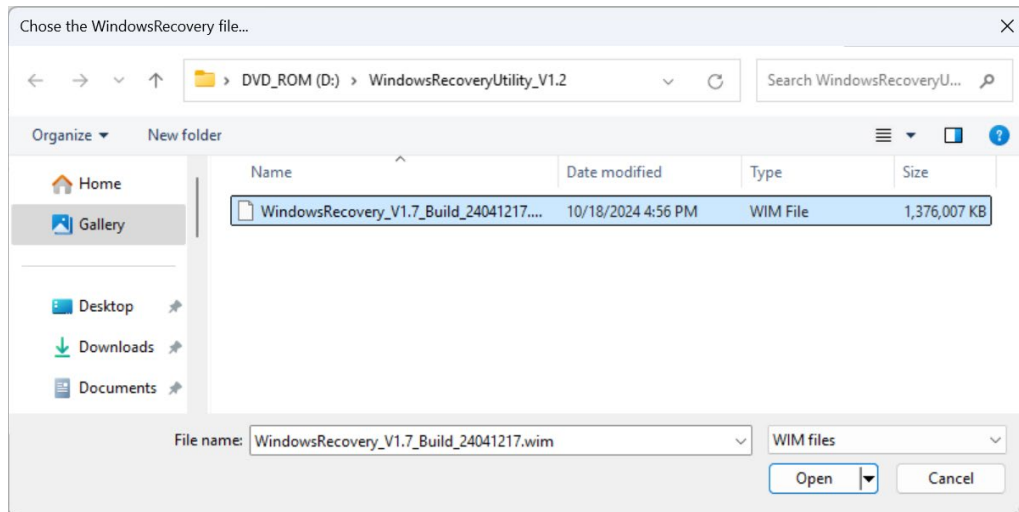 Chose the WindowsRecovery file...
DVD_ROM (D:) > WindowsRecoveryUtility_V1.2
Search WindowsRecoveryU...
Organize New folder
Name Date modified Type Size
Home
Gallery
WindowsRecovery_V1.7_Build_24041217.... 10/18/2024 4:56 PM WIM File 1,376,007 KB
Desktop
Downloads
Documents
File name: WindowsRecovery_V1.7_Build_24041217.wim WIM files
Open Cancel